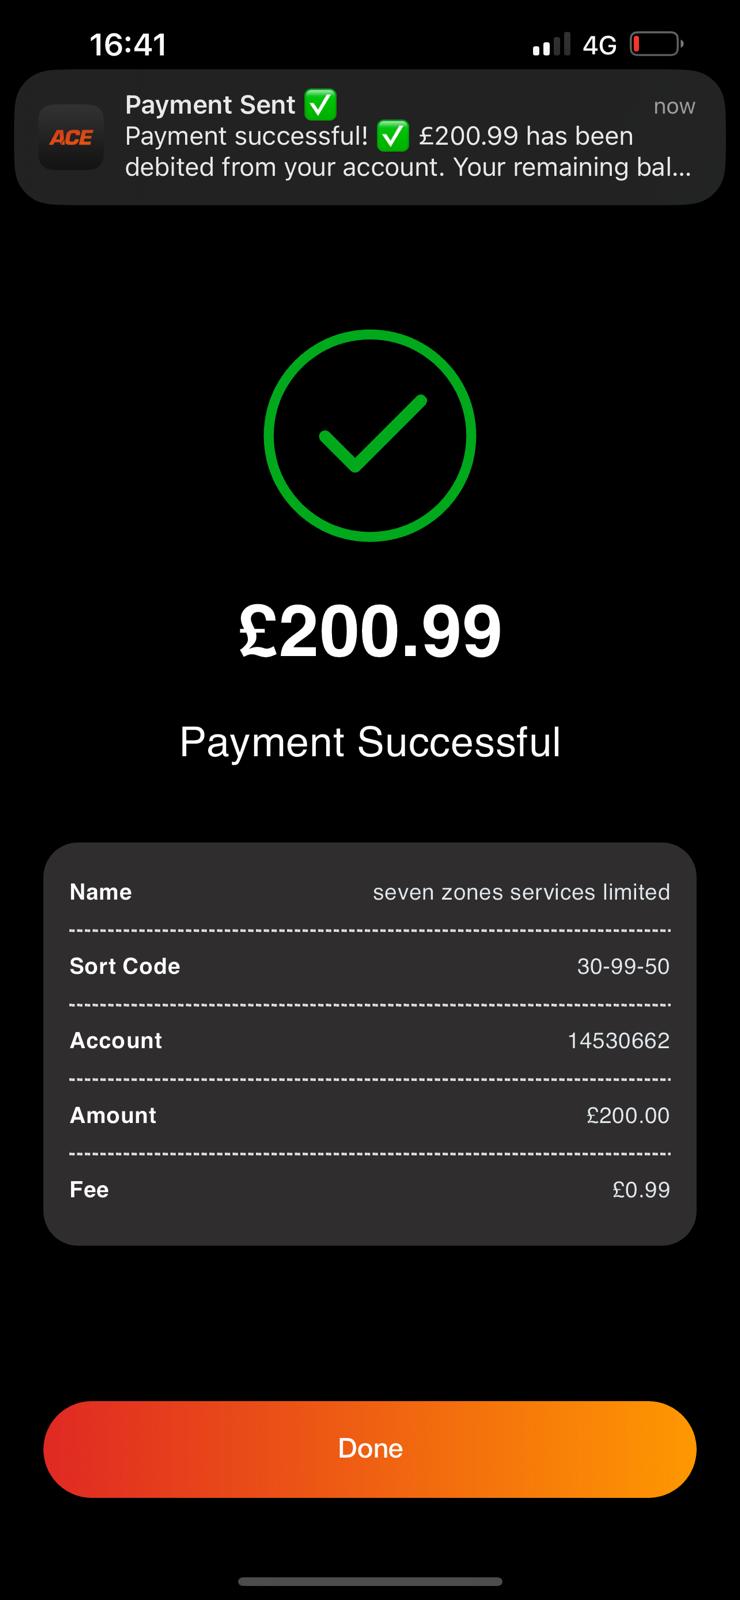 16:41
4G
ACE
Payment Sent ✅
now
Payment successful! ✅ £200.99 has been
debited from your account. Your remaining bal...
£200.99
Payment Successful
Name
seven zones services limited
Sort Code
30-99-50
Account
14530662
Amount
£200.00
Fee
£0.99
Done